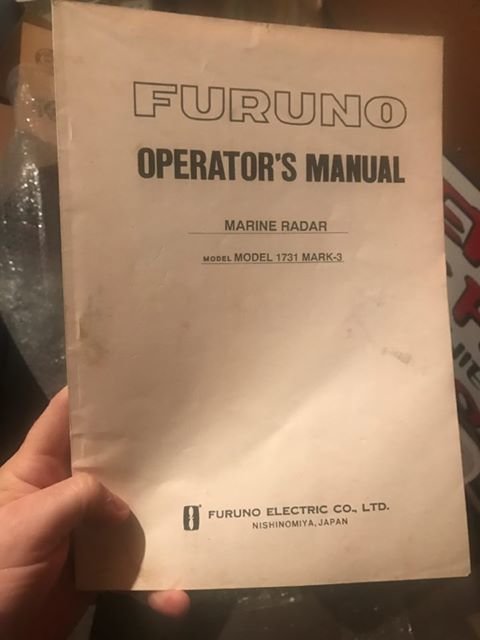 FURUNO
OPERATOR'S MANUAL
MARINE RADAR
MODEL MODEL 1731 MARK-3
FURUNO ELECTRIC CO., LTD.
NISHINOMIYA, JAPAN